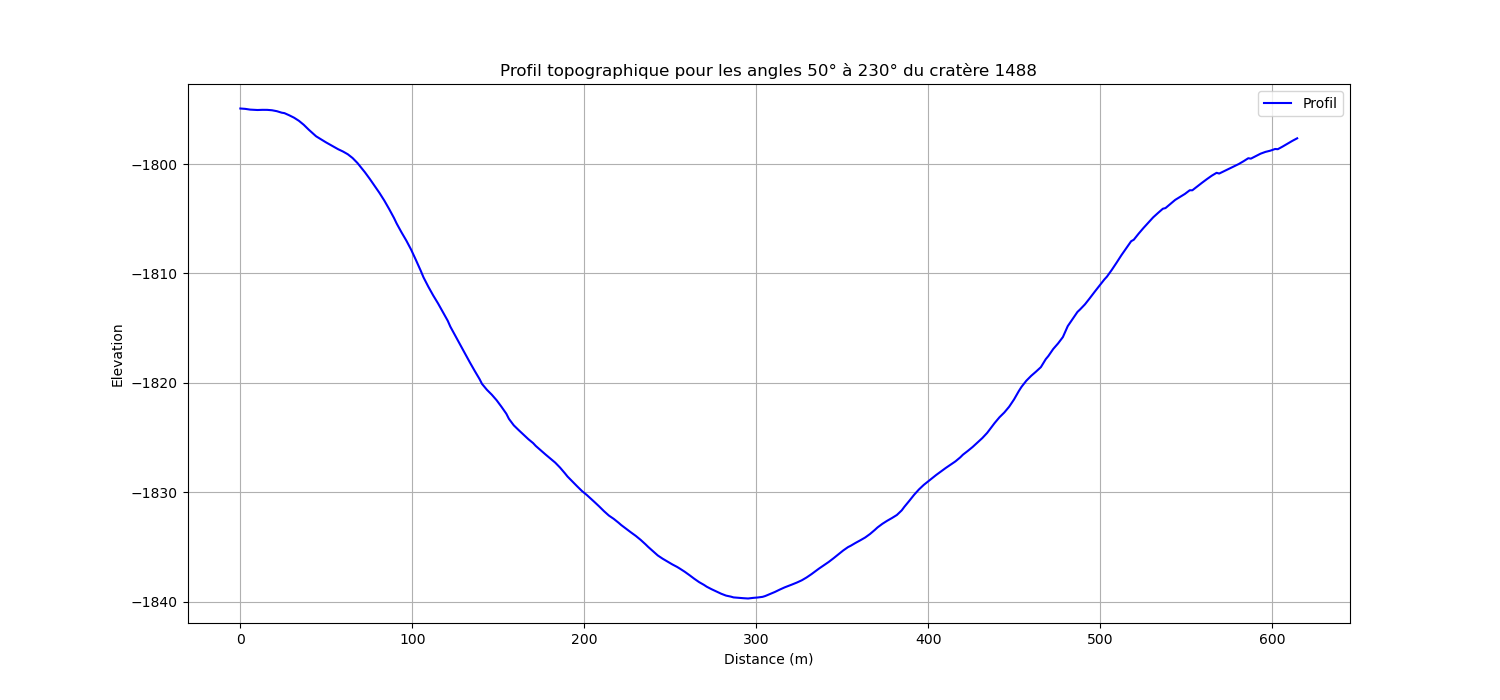 Profil topographique pour les angles 50° à 230° du cratère 1488
Profil
Elevation
−1800
−1810
−1820
−1830
−1840
0 100 200 300 400 500 600
Distance (m)